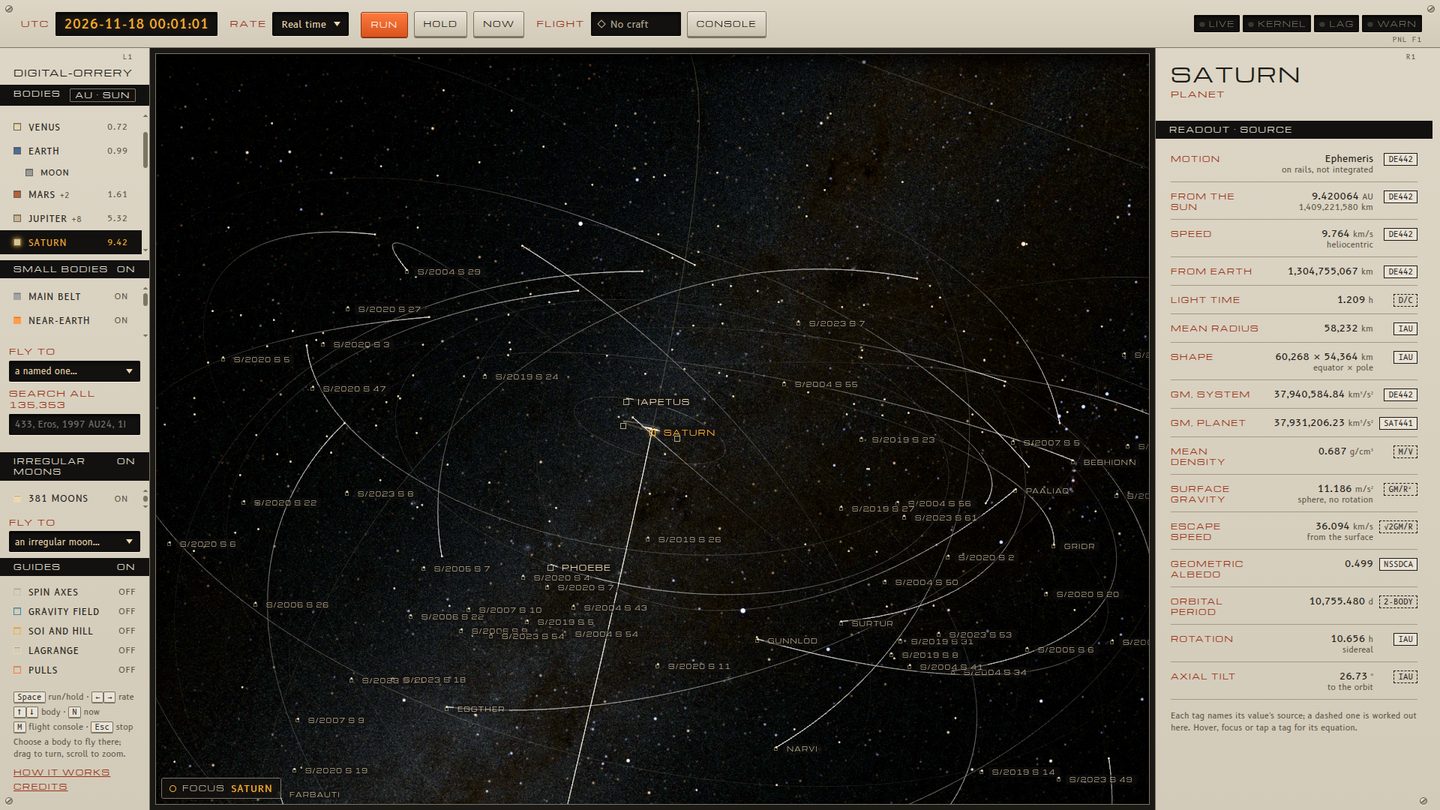 UTC 2026-11-18 00:01:01 RATE Real time RUN HOLD NOW FLIGHT ◇ No craft CONSOLE LIVE KERNEL LAG WARN
PNL F1
L1
DIGITAL-ORRERY
BODIES AU · SUN
VENUS 0.72
EARTH 0.99
MOON
MARS +2 1.61
JUPITER +8 5.32
SATURN 9.42
SMALL BODIES ON
MAIN BELT ON
NEAR-EARTH ON
FLY TO
a named one...
SEARCH ALL
135,353
433, Eros, 1997 AU24, 1I
IRREGULAR MOONS ON
381 MOONS ON
FLY TO
an irregular moon...
GUIDES ON
SPIN AXES OFF
GRAVITY FIELD OFF
SOI AND HILL OFF
LAGRANGE OFF
PULLS OFF
Space run/hold · ← → rate
↑ ↓ body · N now
M flight console · Esc stop
Choose a body to fly there;
drag to turn, scroll to zoom.
HOW IT WORKS
CREDITS
S/2004 S 29
S/2020 S 27
S/2023 S 7
S/2020 S 3
S/2020 S 5
S/2019 S 24
S/2004 S 55
S/2020 S 47
IAPETUS
SATURN
S/2019 S 23
S/2007 S 5
BEBHIONN
PAALIAQ
S/2023 S 6
S/2020 S 22
S/2004 S 56
S/2019 S 27
S/2023 S 61
S/2019 S 26
S/2020 S 6
GRIDR
S/2020 S 2
PHOEBE
S/2005 S 7
S/2020 S 4
S/2020 S 7
S/2004 S 50
S/2020 S 20
S/2006 S 26
S/2007 S 10
S/2004 S 43
S/2006 S 22
S/2019 S 5
SURTUR
S/2023 S 54
S/2004 S 54
S/2023 S 53
GUNNLOD
S/2019 S 31
S/2005 S 6
S/2019 S 8
S/2020 S 11
S/2004 S 41
S/2004 S 34
S/2023 S 18
EGGTHER
S/2007 S 9
NARVI
S/2020 S 19
S/2019 S 14
S/2023 S 49
FOCUS SATURN
FARBAUTI
R1
SATURN
PLANET
READOUT · SOURCE
MOTION Ephemeris DE442
on rails, not integrated
FROM THE SUN 9.420064 AU DE442
1,409,221,580 km
SPEED 9.764 km/s DE442
heliocentric
FROM EARTH 1,304,755,067 km DE442
LIGHT TIME 1.209 h D/C
MEAN RADIUS 58,232 km IAU
SHAPE 60,268 × 54,364 km IAU
equator × pole
GM, SYSTEM 37,940,584.84 km³/s² DE442
GM, PLANET 37,931,206.23 km³/s² SAT441
MEAN DENSITY 0.687 g/cm³ M/V
SURFACE GRAVITY 11.186 m/s² GM/R²
sphere, no rotation
ESCAPE SPEED 36.094 km/s √2GM/R
from the surface
GEOMETRIC ALBEDO 0.499 NSSDCA
ORBITAL PERIOD 10,755.480 d 2-BODY
ROTATION 10.656 h IAU
sidereal
AXIAL TILT 26.73 ° IAU
to the orbit
Each tag names its value's source; a dashed one is worked out
here. Hover, focus or tap a tag for its equation.